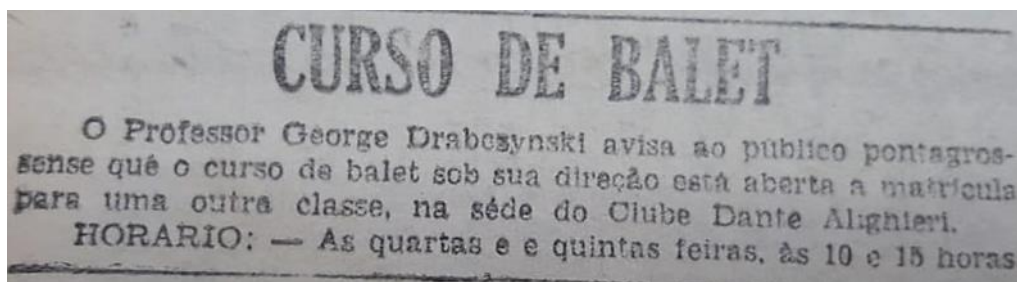 CURSO DE BALET
O Professor George Drabczynski avisa ao público pontagros-
sense qué o curso de balet sob sua direção está aberta a matricula
para uma outra classe, na séde do Clube Dante Alighieri.
HORARIO: — As quartas e e quintas feiras, às 10 e 15 horas